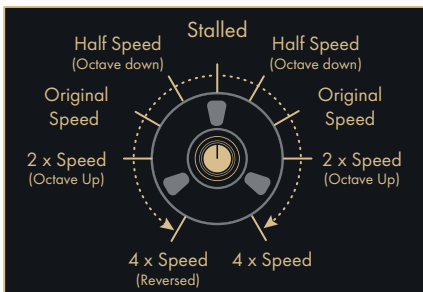 Stalled
Half Speed
(Octave down)
Half Speed
(Octave down)
Original
Speed
Original
Speed
2 x Speed
(Octave Up)
2 x Speed
(Octave Up)
4 x Speed
(Reversed)
4 x Speed